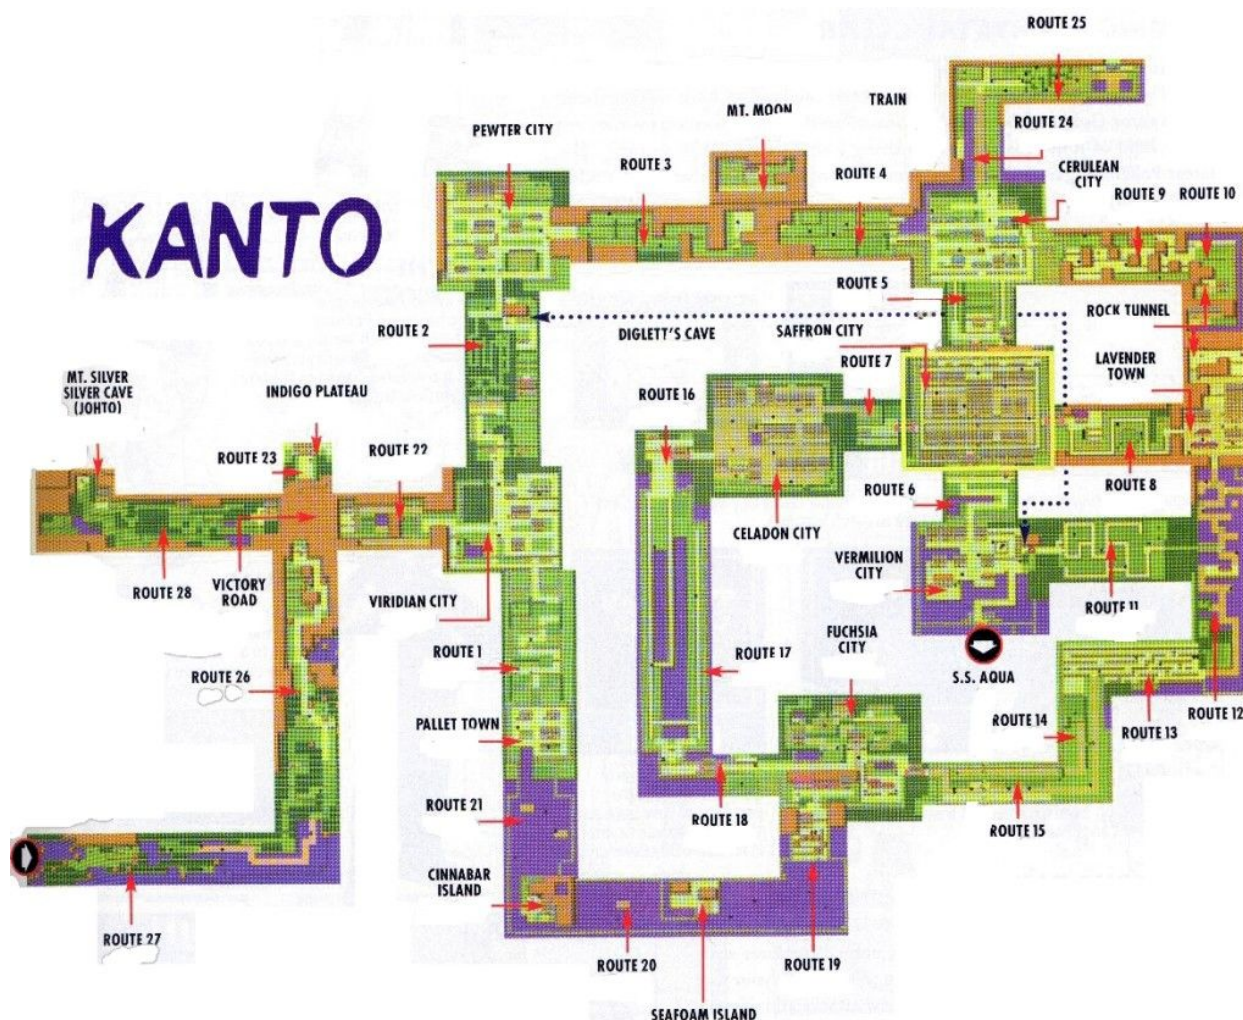 KANTO
ROUTE 25
TRAIN
MT. MOON
ROUTE 24
PEWTER CITY
ROUTE 3
ROUTE 4
CERULEAN
CITY
ROUTE 9
ROUTE 10
ROUTE 5
ROUTE 2
DIGLETT'S CAVE
SAFFRON CITY
ROCK TUNNEL
ROUTE 7
LAVENDER
TOWN
MT. SILVER
SILVER CAVE
(JOHTO)
INDIGO PLATEAU
ROUTE 16
ROUTE 23
ROUTE 22
ROUTE 6
ROUTE 8
CELADON CITY
VERMILION
CITY
ROUTE 28
VICTORY
ROAD
VIRIDIAN CITY
ROUTE 11
FUCHSIA
CITY
ROUTE 1
ROUTE 17
ROUTE 26
S.S. AQUA
ROUTE 12
PALLET TOWN
ROUTE 14
ROUTE 13
ROUTE 21
ROUTE 18
ROUTE 15
CINNABAR
ISLAND
ROUTE 27
ROUTE 20
ROUTE 19
SEAFOAM ISLAND